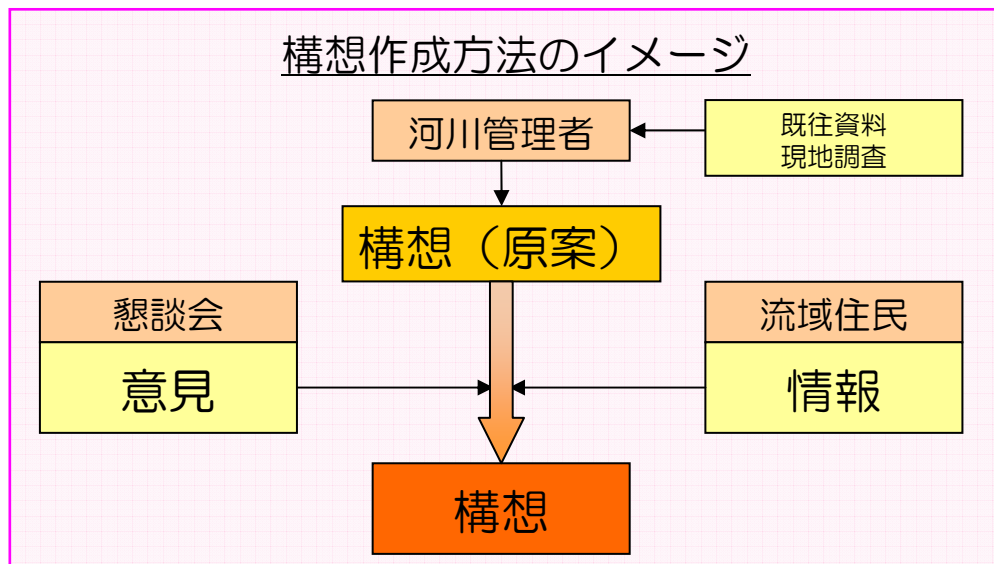 構想作成方法のイメージ
河川管理者
既往資料
現地調査
構想（原案）
懇談会
意見
流域住民
情報
構想